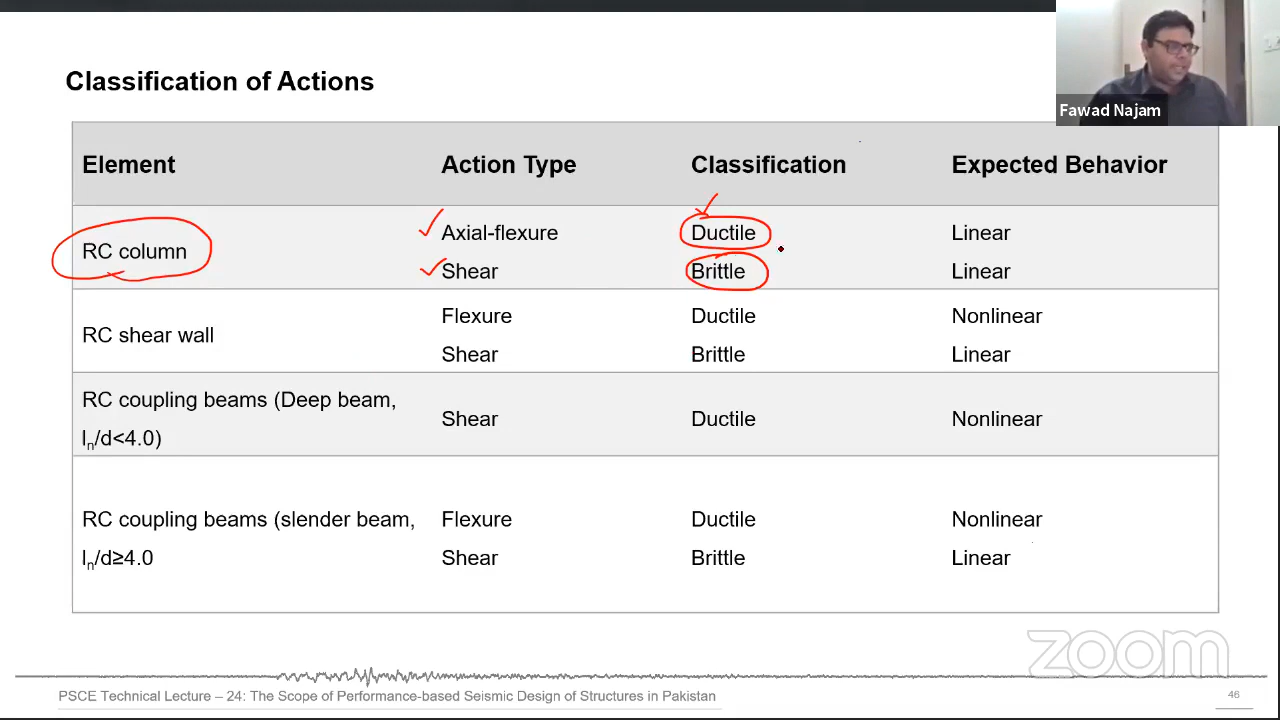 Fawad Najam
Classification of Actions
Element Action Type Classification Expected Behavior
RC column
Axial-flexure Ductile Linear
Shear Brittle Linear
RC shear wall
Flexure Ductile Nonlinear
Shear Brittle Linear
RC coupling beams (Deep beam,
ln/d<4.0)
Shear Ductile Nonlinear
RC coupling beams (slender beam,
ln/d≥4.0
Flexure Ductile Nonlinear
Shear Brittle Linear
zoom
PSCE Technical Lecture – 24: The Scope of Performance-based Seismic Design of Structures in Pakistan
46